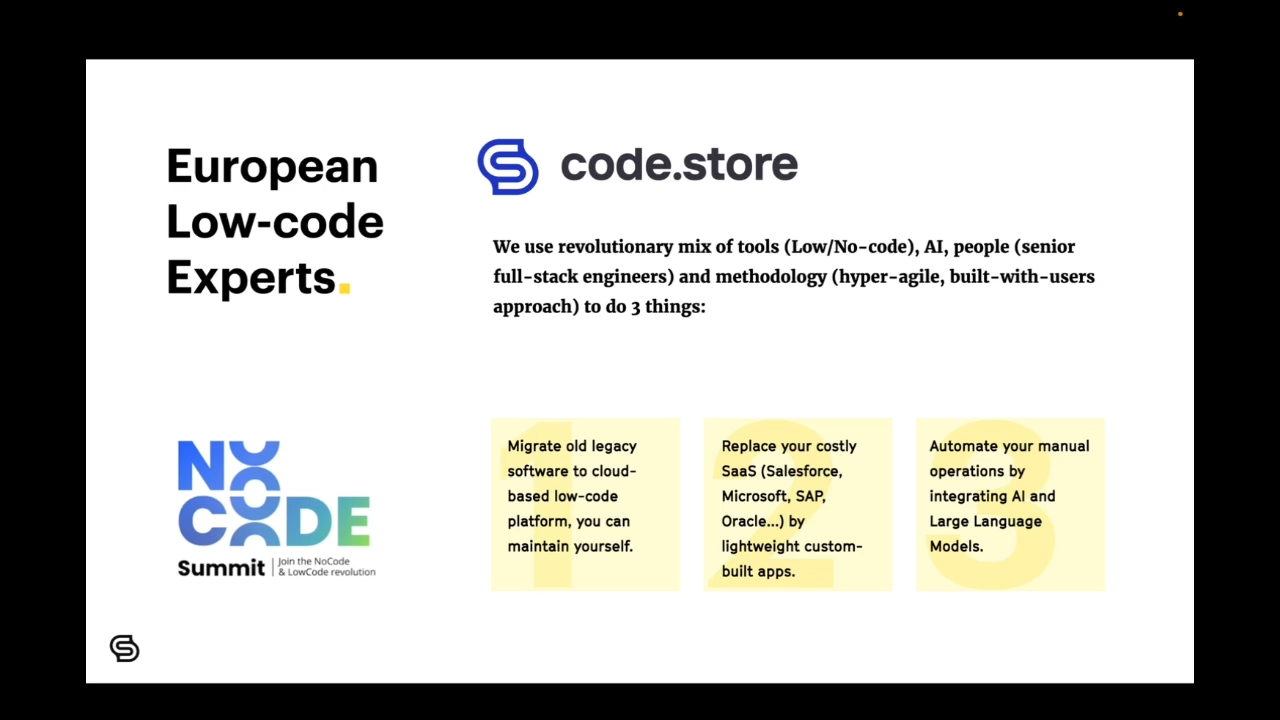 European
Low-code
Experts.
code.store
We use revolutionary mix of tools (Low/No-code), AI, people (senior
full-stack engineers) and methodology (hyper-agile, built-with-users
approach) to do 3 things:
NO
CODE
Summit
Join the NoCode
& LowCode revolution
1
Migrate old legacy
software to cloud-
based low-code
platform, you can
maintain yourself.
2
Replace your costly
SaaS (Salesforce,
Microsoft, SAP,
Oracle...) by
lightweight custom-
built apps.
3
Automate your manual
operations by
integrating AI and
Large Language
Models.